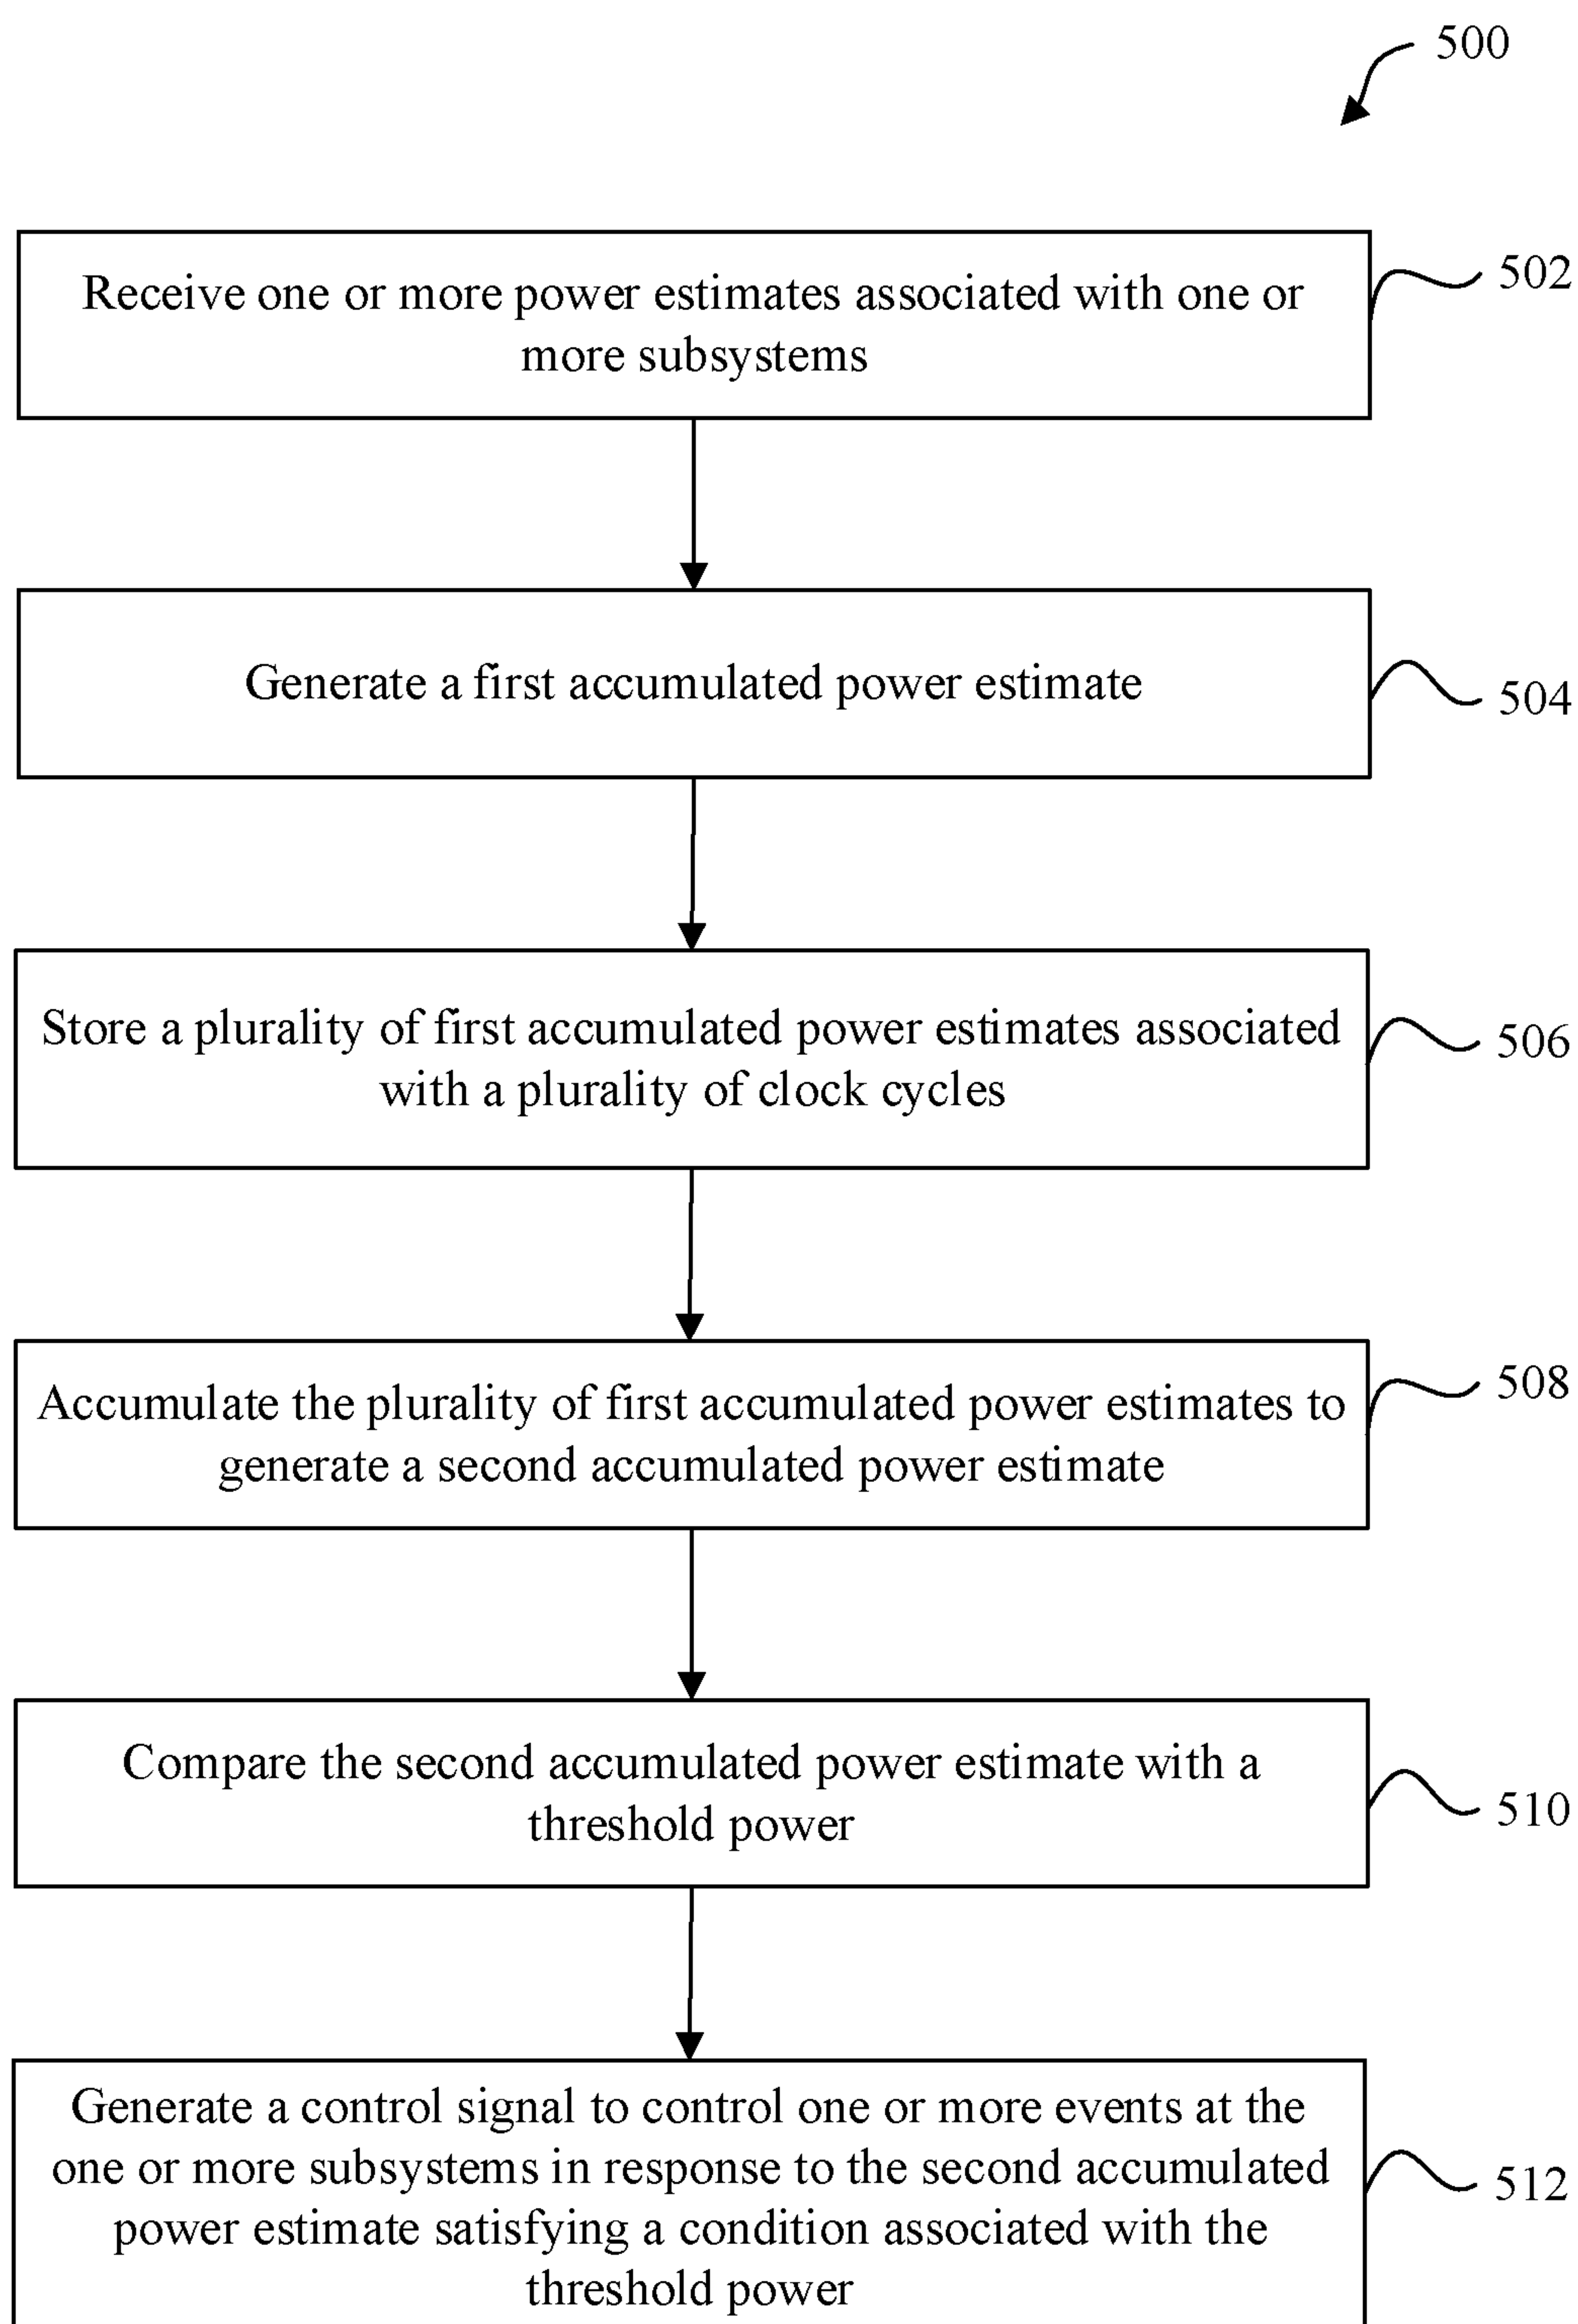 500
Receive one or more power estimates associated with one or
more subsystems
502
Generate a first accumulated power estimate
504
Store a plurality of first accumulated power estimates associated
with a plurality of clock cycles
506
Accumulate the plurality of first accumulated power estimates to
generate a second accumulated power estimate
508
Compare the second accumulated power estimate with a
threshold power
510
Generate a control signal to control one or more events at the
one or more subsystems in response to the second accumulated
power estimate satisfying a condition associated with the
threshold power
512